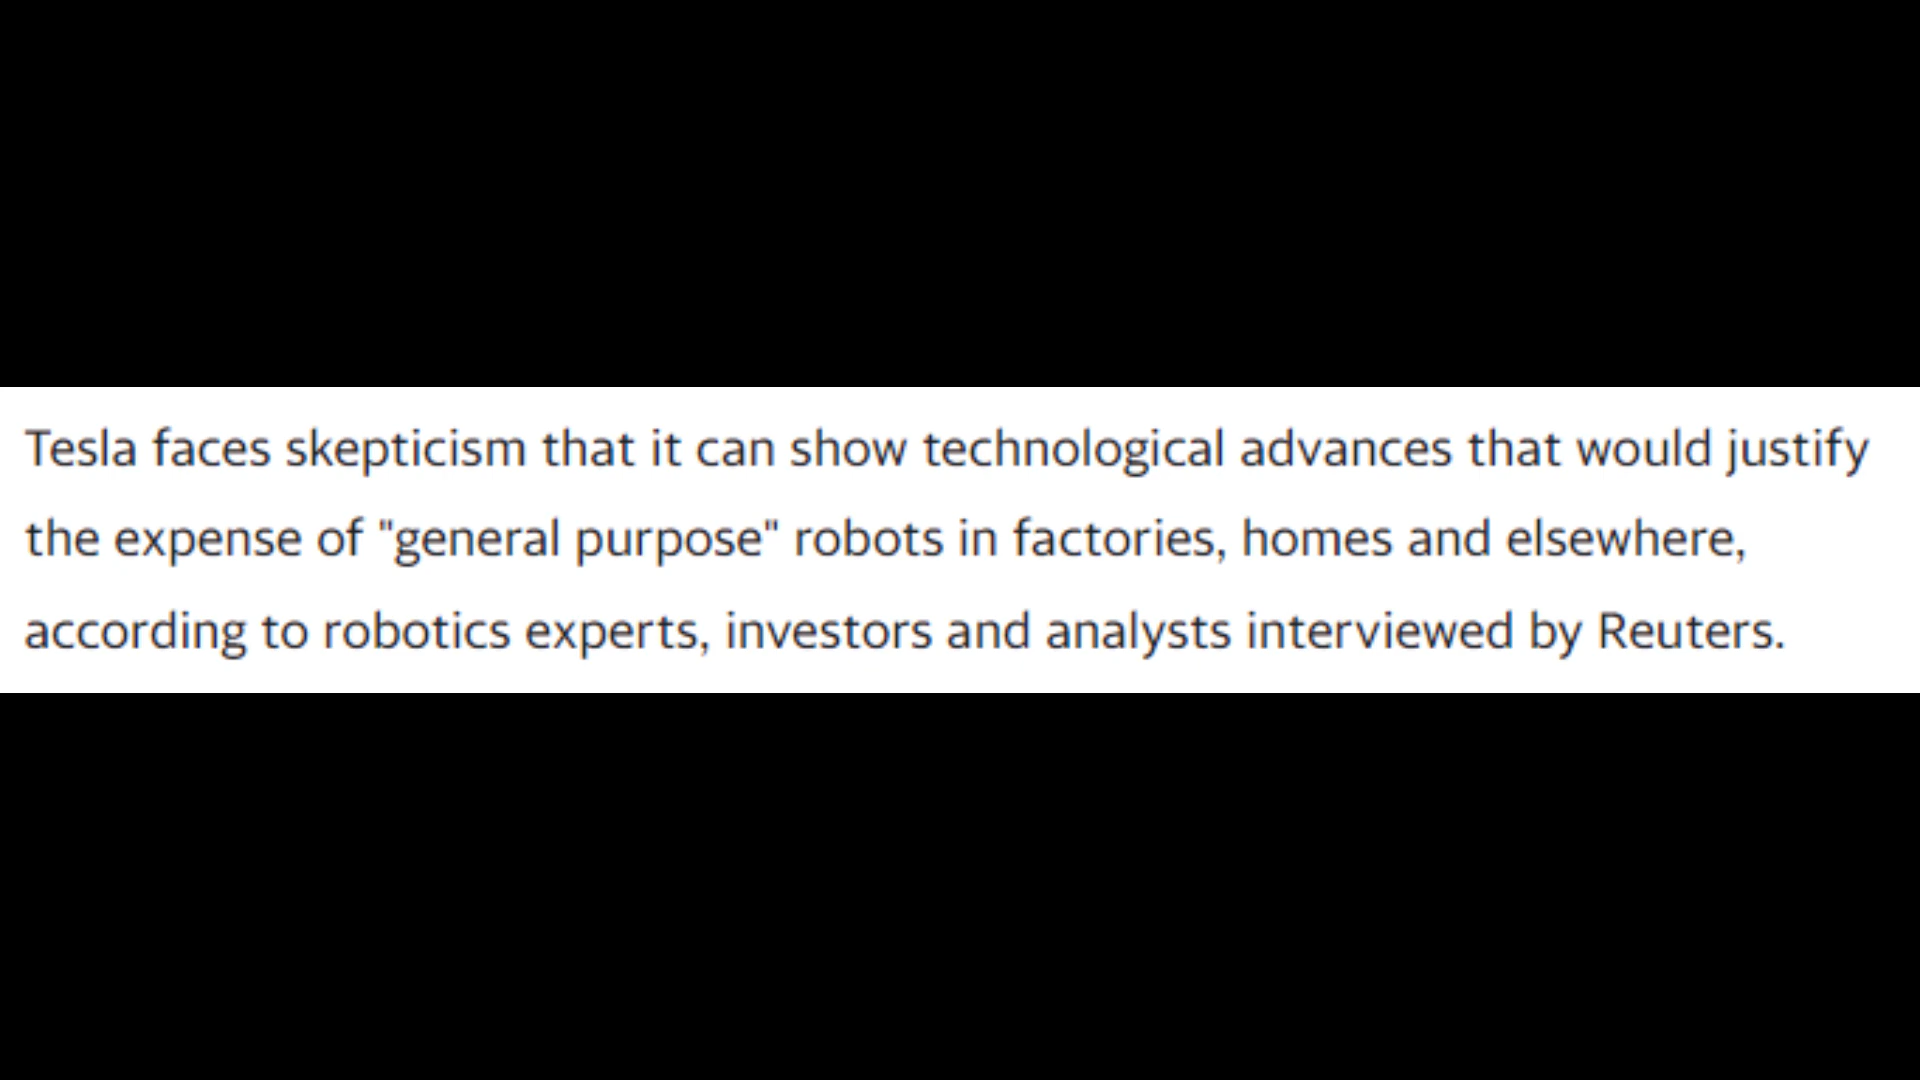 Tesla faces skepticism that it can show technological advances that would justify
the expense of "general purpose" robots in factories, homes and elsewhere,
according to robotics experts, investors and analysts interviewed by Reuters.